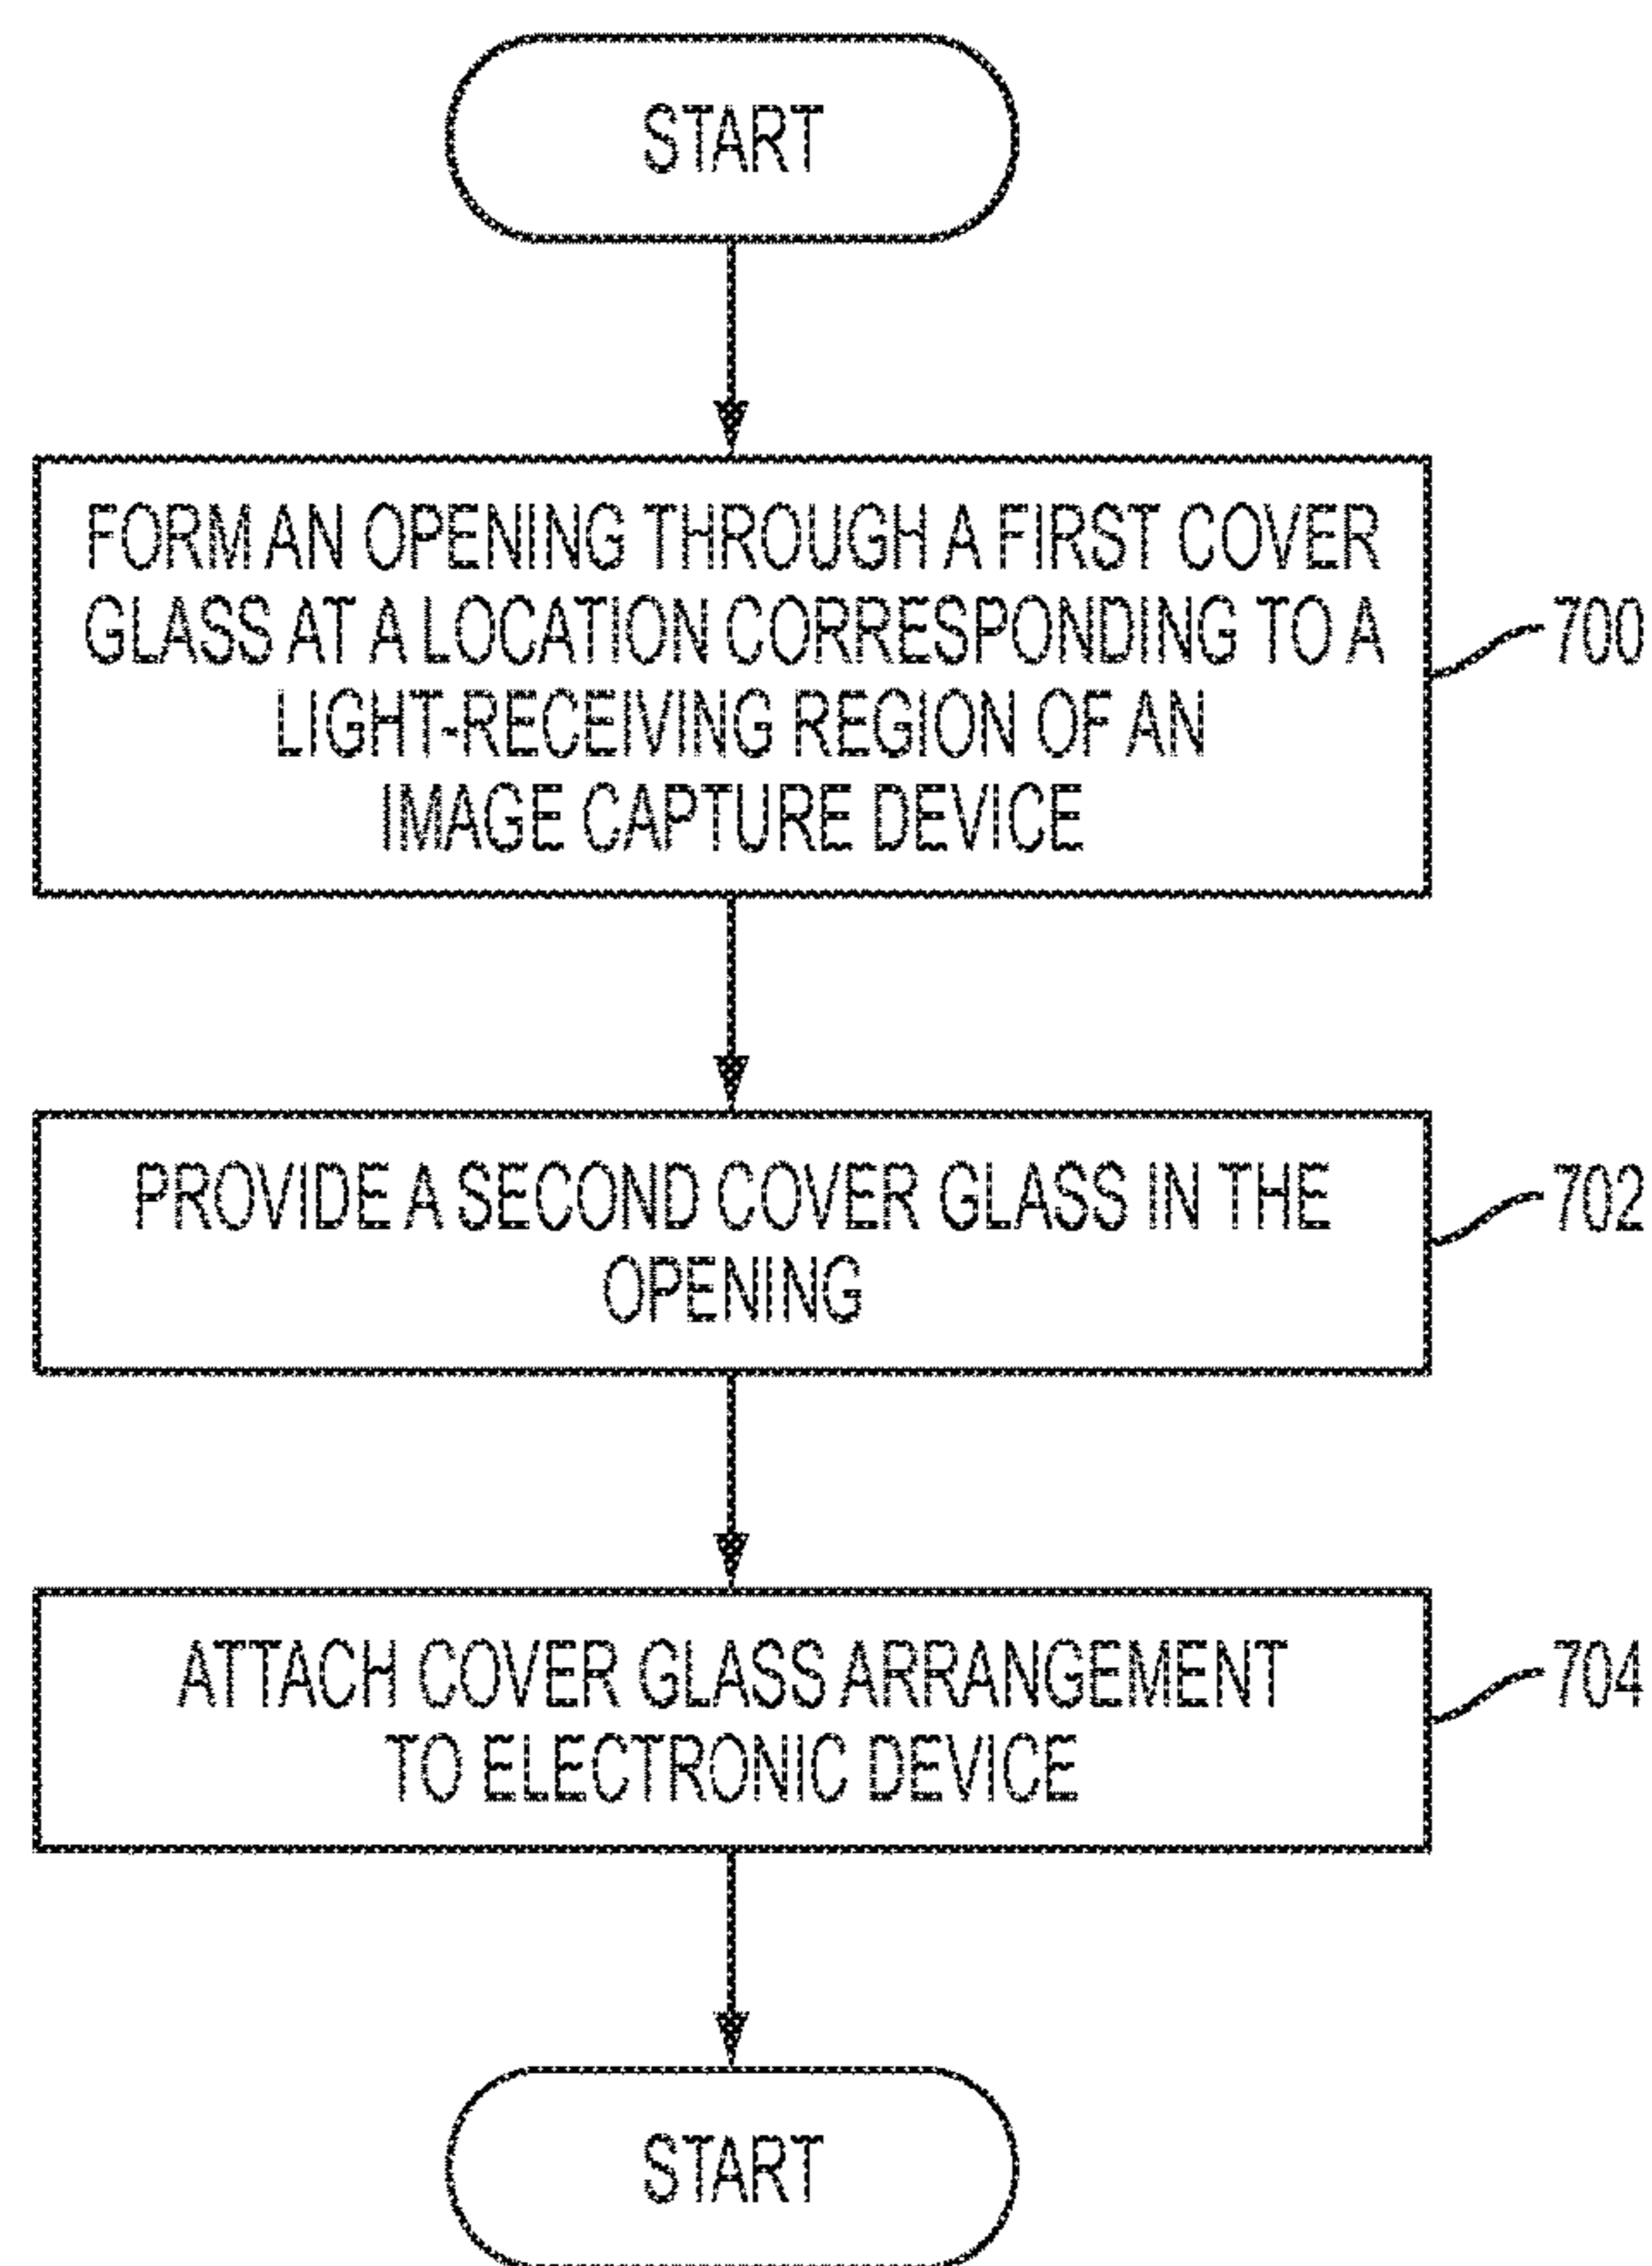 START
FORM AN OPENING THROUGH A FIRST COVER
GLASS AT A LOCATION CORRESPONDING TO A
LIGHT-RECEIVING REGION OF AN
IMAGE CAPTURE DEVICE
700
PROVIDE A SECOND COVER GLASS IN THE
OPENING
702
ATTACH COVER GLASS ARRANGEMENT
TO ELECTRONIC DEVICE
704
START